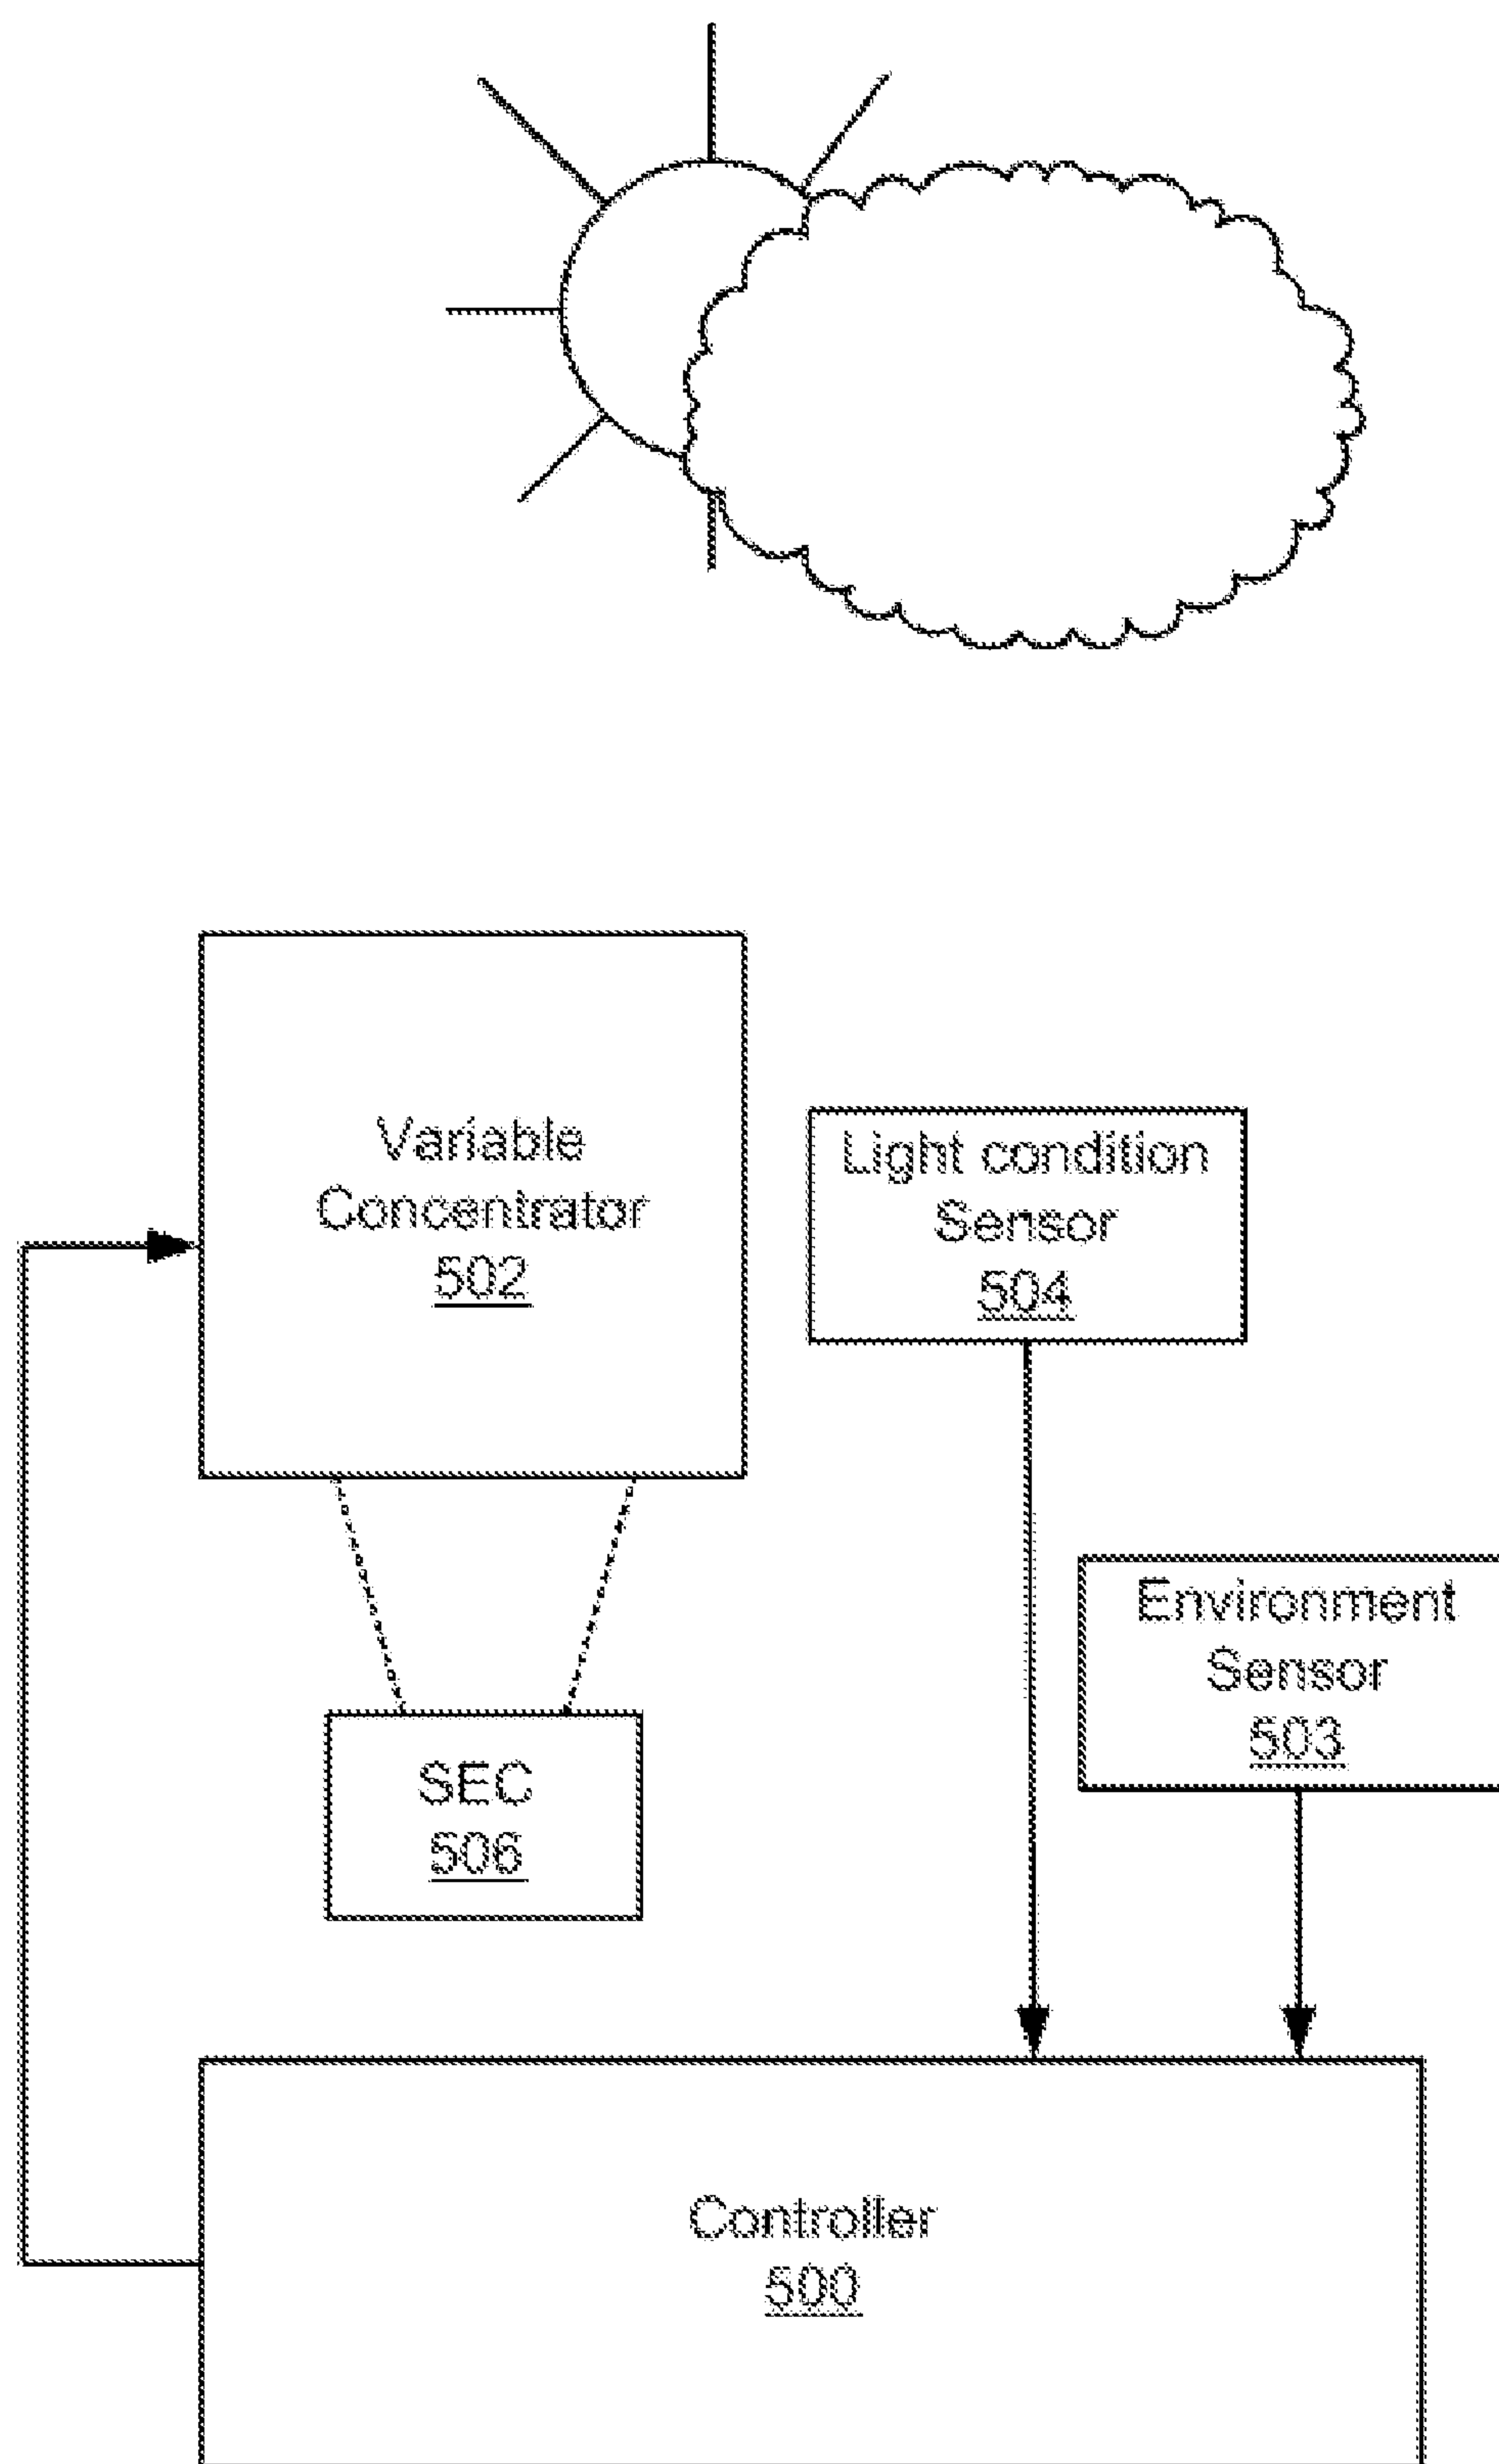 Variable
Concentrator
502
Light condition
Sensor
504
Environment
Sensor
503
SEC
506
Controller
500